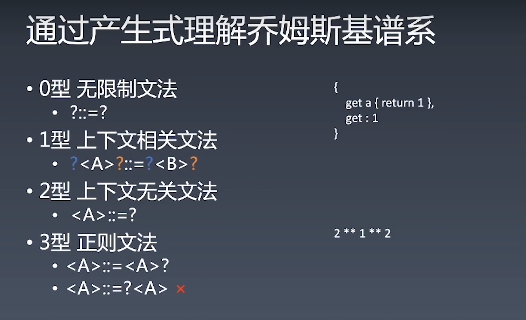 通过产生式理解乔姆斯基谱系
• 0型 无限制文法
• ?::=?
• 1型 上下文相关文法
• ?<A>?::=?<B>?
• 2型 上下文无关文法
• <A>::=?
• 3型 正则文法
• <A>::=<A>?
• <A>::=?<A> ×
{
get a { return 1 },
get : 1
}
2 ** 1 ** 2